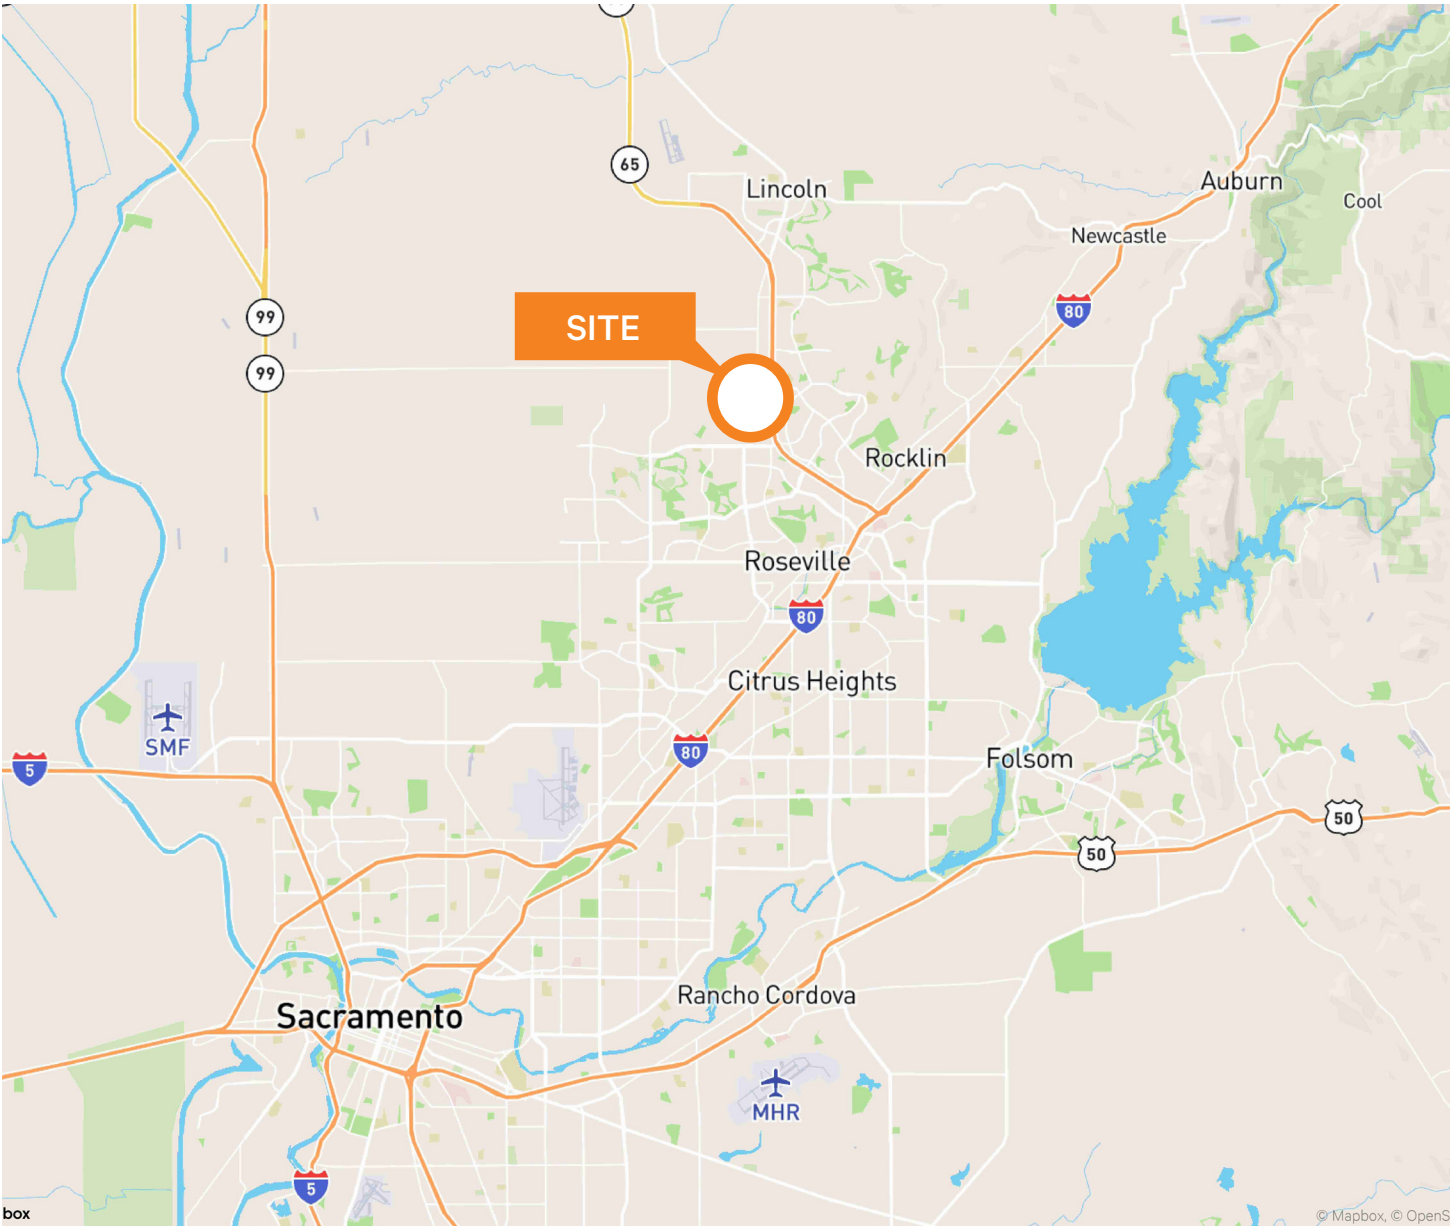 65
Lincoln
Auburn
Cool
Newcastle
99
80
SITE
99
Rocklin
Roseville
80
Citrus Heights
SMF
80
5
Folsom
50
50
Rancho Cordova
Sacramento
MHR
5
box
© Mapbox, © OpenS